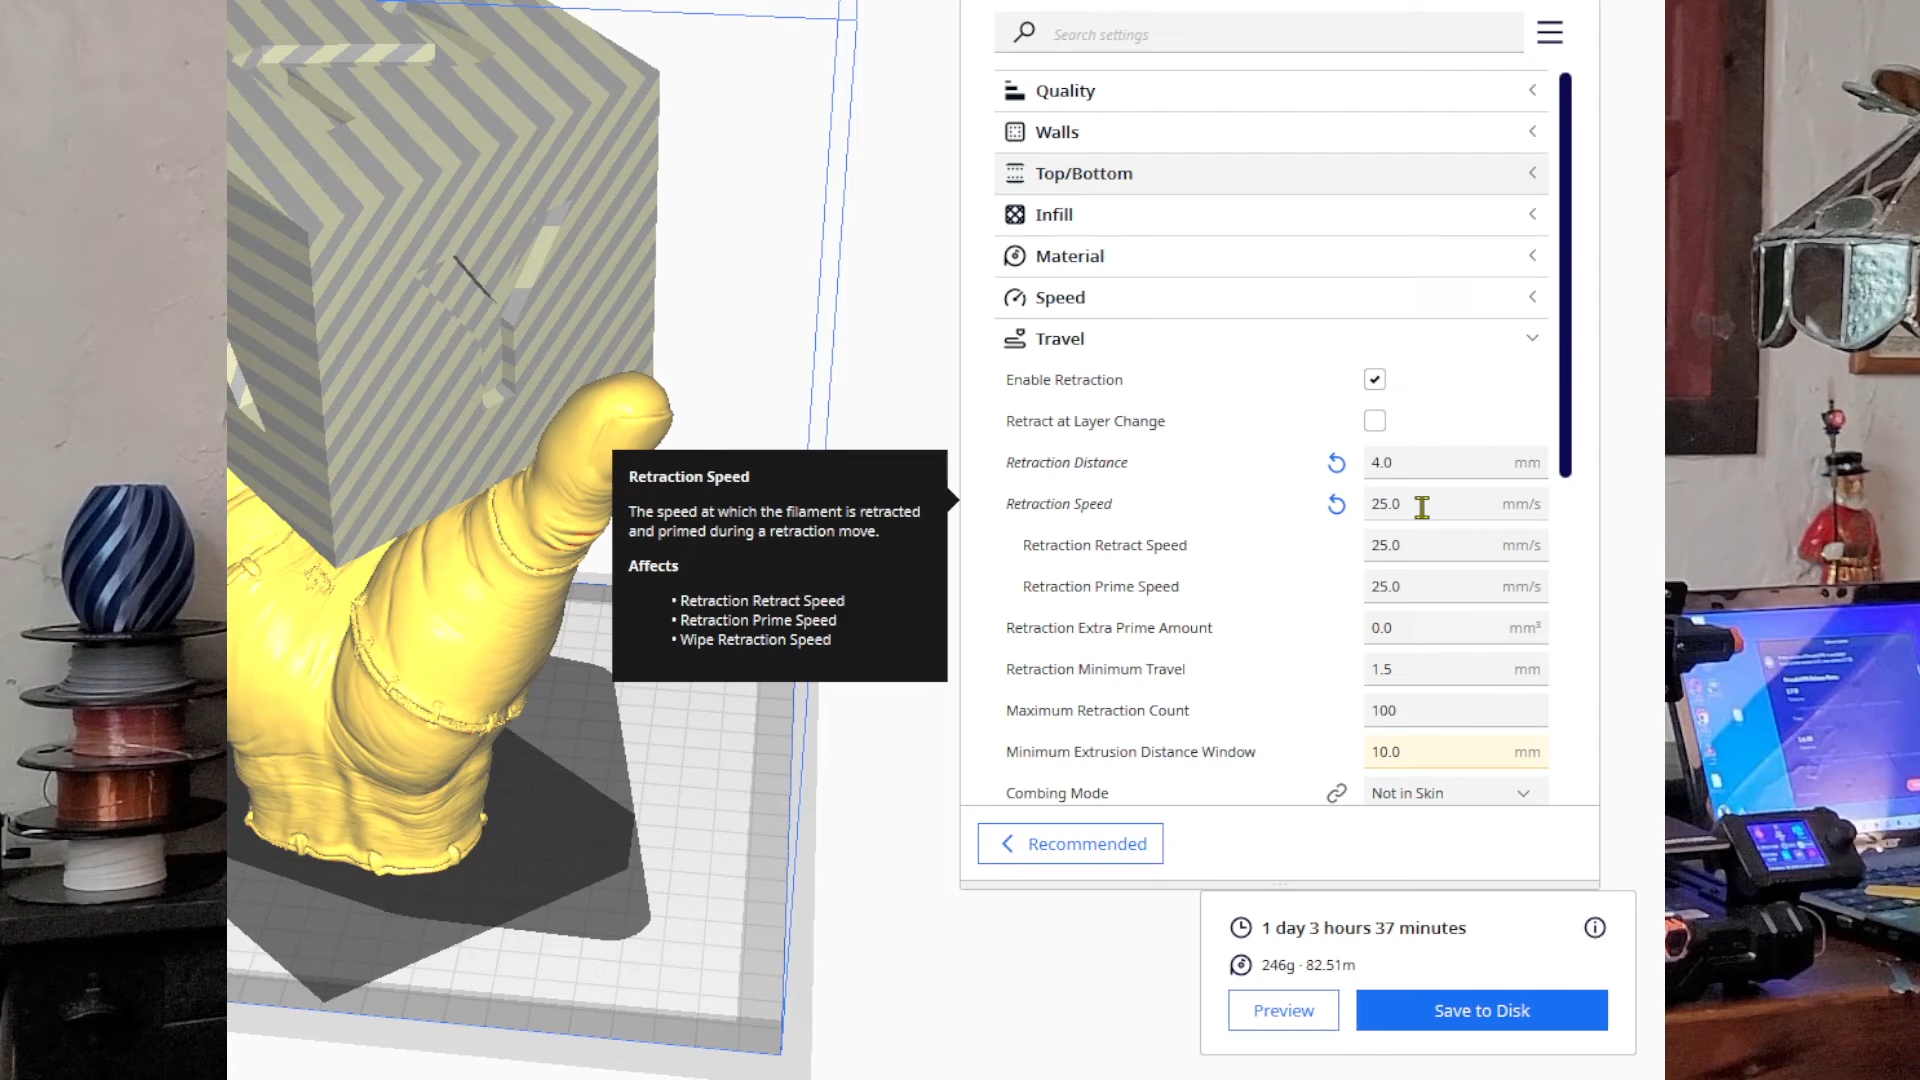 Search settings
Quality
Walls
Top/Bottom
Infill
Material
Speed
Travel
Enable Retraction
Retract at Layer Change
Retraction Distance 4.0 mm
Retraction Speed 25.0 mm/s
Retraction Retract Speed 25.0 mm/s
Retraction Prime Speed 25.0 mm/s
Retraction Extra Prime Amount 0.0 mm³
Retraction Minimum Travel 1.5 mm
Maximum Retraction Count 100
Minimum Extrusion Distance Window 10.0 mm
Combing Mode Not in Skin
Recommended
Retraction Speed
The speed at which the filament is retracted
and primed during a retraction move.
Affects
• Retraction Retract Speed
• Retraction Prime Speed
• Wipe Retraction Speed
1 day 3 hours 37 minutes
246g · 82.51m
Preview
Save to Disk